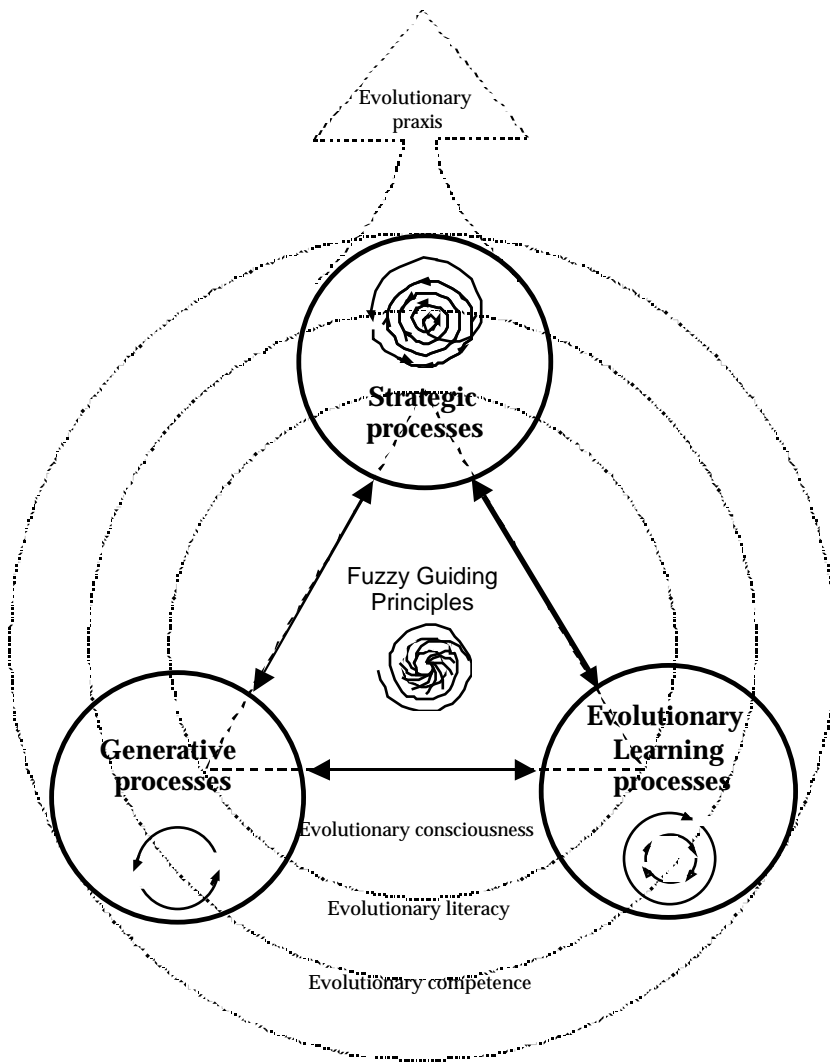 Evolutionary
praxis
Strategic
processes
Fuzzy Guiding
Principles
Generative
processes
Evolutionary
Learning
processes
Evolutionary consciousness
Evolutionary literacy
Evolutionary competence